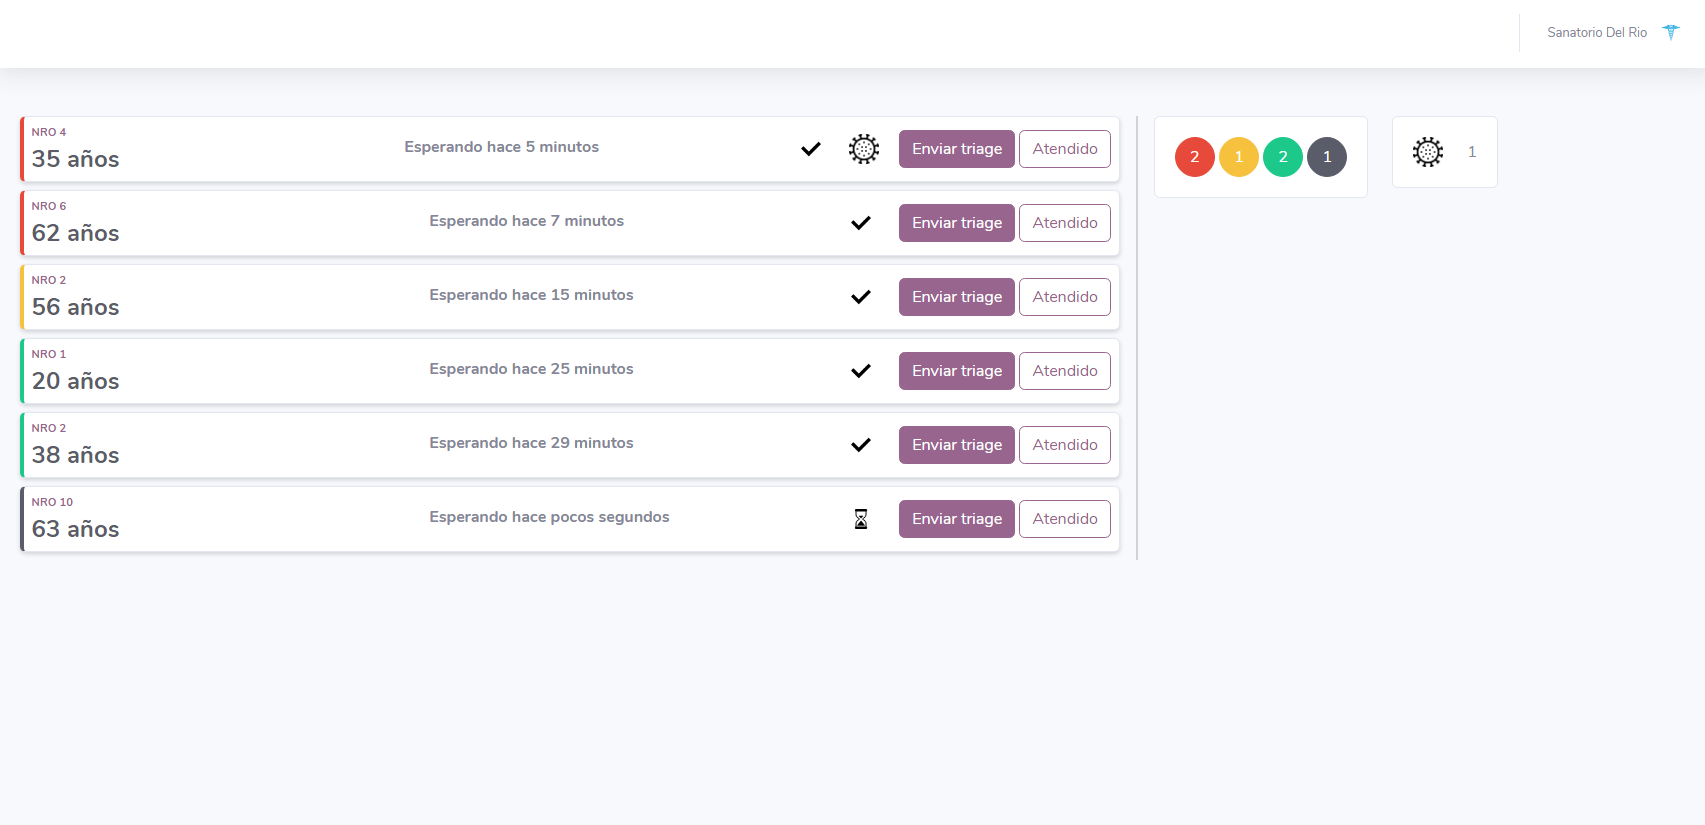 Sanatorio Del Rio
NRO 4
35 años
Esperando hace 5 minutos
Enviar triage
Atendido
NRO 6
62 años
Esperando hace 7 minutos
Enviar triage
Atendido
NRO 2
56 años
Esperando hace 15 minutos
Enviar triage
Atendido
NRO 1
20 años
Esperando hace 25 minutos
Enviar triage
Atendido
NRO 2
38 años
Esperando hace 29 minutos
Enviar triage
Atendido
NRO 10
63 años
Esperando hace pocos segundos
Enviar triage
Atendido
2 1 2 1
1